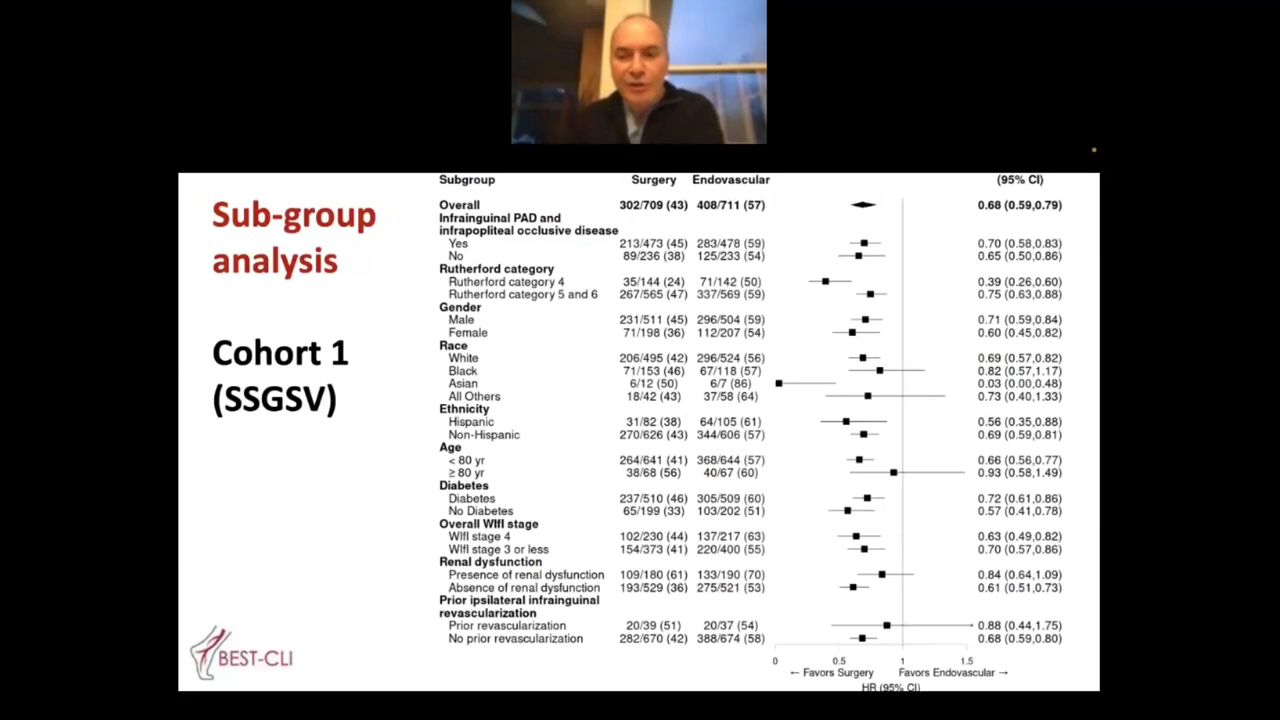 Sub-group
analysis
Cohort 1
(SSGSV)
BEST-CLI
Subgroup Surgery Endovascular (95% CI)
Overall 302/709 (43) 408/711 (57) 0.68 (0.59,0.79)
Infrainguinal PAD and
infrapopliteal occlusive disease
Yes 213/473 (45) 283/478 (59) 0.70 (0.58,0.83)
No 89/236 (38) 125/233 (54) 0.65 (0.50,0.86)
Rutherford category
Rutherford category 4 35/144 (24) 71/142 (50) 0.39 (0.26,0.60)
Rutherford category 5 and 6 267/565 (47) 337/569 (59) 0.75 (0.63,0.88)
Gender
Male 231/511 (45) 296/504 (59) 0.71 (0.59,0.84)
Female 71/198 (36) 112/207 (54) 0.60 (0.45,0.82)
Race
White 206/495 (42) 296/524 (56) 0.69 (0.57,0.82)
Black 71/153 (46) 67/118 (57) 0.82 (0.57,1.17)
Asian 6/12 (50) 6/7 (86) 0.03 (0.00,0.48)
All Others 18/42 (43) 37/58 (64) 0.73 (0.40,1.33)
Ethnicity
Hispanic 31/82 (38) 64/105 (61) 0.56 (0.35,0.88)
Non-Hispanic 270/626 (43) 344/606 (57) 0.69 (0.59,0.81)
Age
< 80 yr 264/641 (41) 368/644 (57) 0.66 (0.56,0.77)
≥ 80 yr 38/68 (56) 40/67 (60) 0.93 (0.58,1.49)
Diabetes
Diabetes 237/510 (46) 305/509 (60) 0.72 (0.61,0.86)
No Diabetes 65/199 (33) 103/202 (51) 0.57 (0.41,0.78)
Overall WIfI stage
WIfI stage 4 102/230 (44) 137/217 (63) 0.63 (0.49,0.82)
WIfI stage 3 or less 154/373 (41) 220/400 (55) 0.70 (0.57,0.86)
Renal dysfunction
Presence of renal dysfunction 109/180 (61) 133/190 (70) 0.84 (0.64,1.09)
Absence of renal dysfunction 193/529 (36) 275/521 (53) 0.61 (0.51,0.73)
Prior ipsilateral infrainguinal
revascularization
Prior revascularization 20/39 (51) 20/37 (54) 0.88 (0.44,1.75)
No prior revascularization 282/670 (42) 388/674 (58) 0.68 (0.59,0.80)
0 0.5 1 1.5
← Favors Surgery Favors Endovascular →
HR (95% CI)